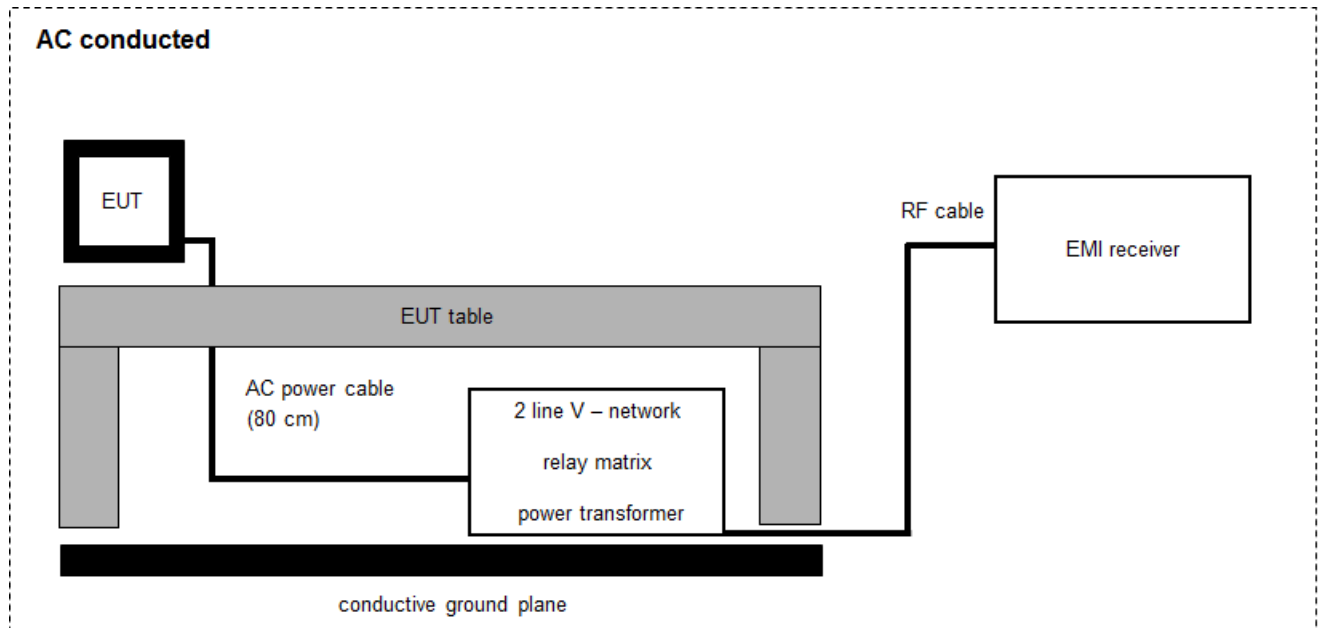 AC conducted
EUT
RF cable
EMI receiver
EUT table
AC power cable
(80 cm)
2 line V – network
relay matrix
power transformer
conductive ground plane